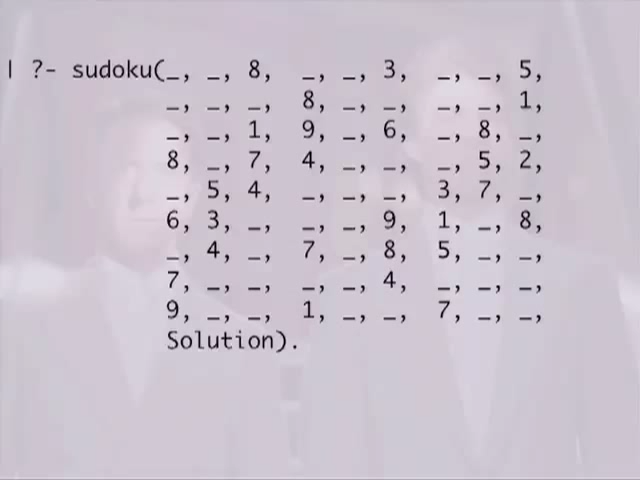 | ?- sudoku(_, _, 8, _, _, 3, _, _, 5,
_, _, _, 8, _, _, _, _, 1,
_, _, 1, 9, _, 6, _, 8, _,
8, _, 7, 4, _, _, _, 5, 2,
_, 5, 4, _, _, _, 3, 7, _,
6, 3, _, _, _, 9, 1, _, 8,
_, 4, _, 7, _, 8, 5, _, _,
7, _, _, _, _, 4, _, _, _,
9, _, _, 1, _, _, 7, _, _,
Solution).